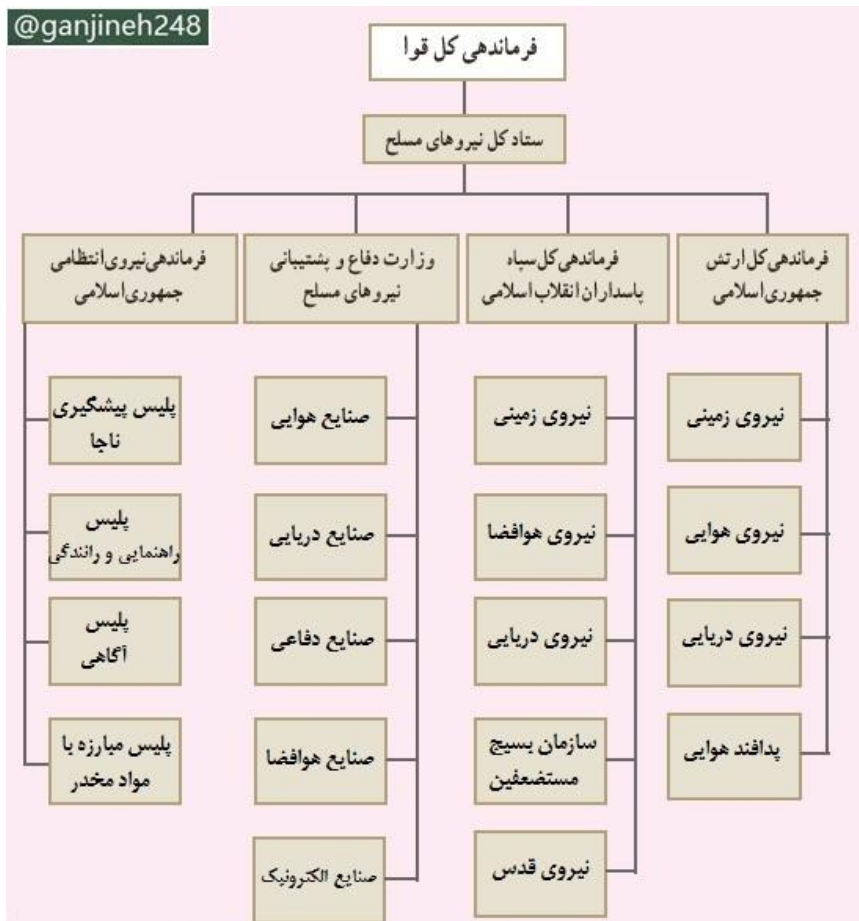 @ganjineh248
فرماندهی کل قوا
ستاد کل نیروهای مسلح
فرماندهی کل ارتش
جمهوری اسلامی
فرماندهی کل سپاه
پاسداران انقلاب اسلامی
وزارت دفاع و پشتیبانی
نیروهای مسلح
فرماندهی نیروی انتظامی
جمهوری اسلامی
نیروی زمینی
نیروی هوایی
نیروی دریایی
پدافند هوایی
نیروی زمینی
نیروی هوافضا
نیروی دریایی
سازمان بسیج
مستضعفین
نیروی قدس
صنایع هوایی
صنایع دریایی
صنایع دفاعی
صنایع هوافضا
صنایع الکترونیک
پلیس پیشگیری
ناجا
پلیس
راهنمایی و رانندگی
پلیس
آگاهی
پلیس مبارزه با
مواد مخدر